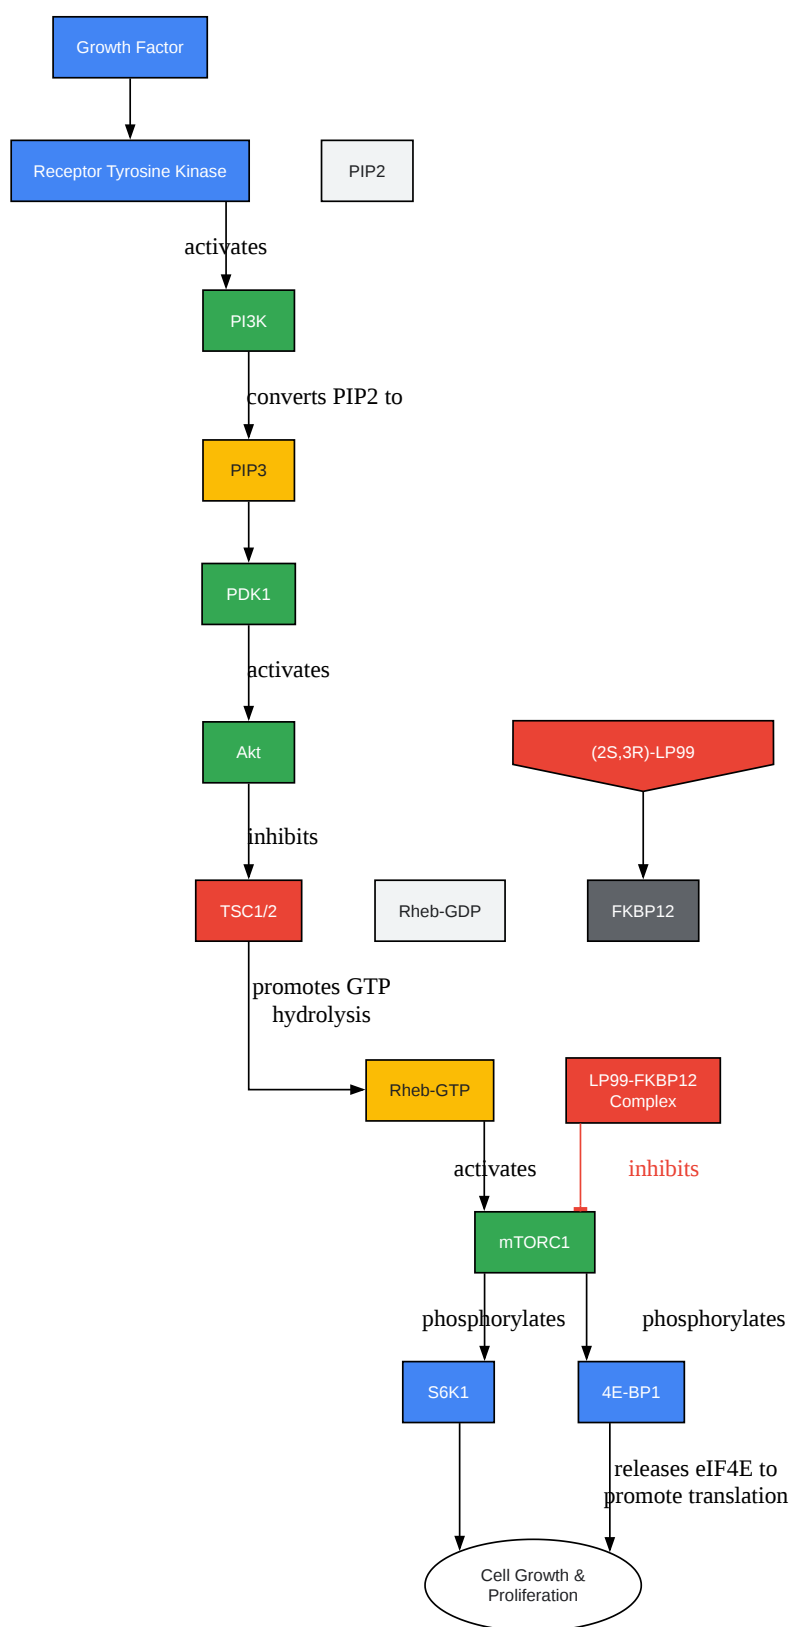 Growth Factor
Receptor Tyrosine Kinase
PIP2
activates
PI3K
converts PIP2 to
PIP3
PDK1
activates
Akt
(2S,3R)-LP99
inhibits
TSC1/2
Rheb-GDP
FKBP12
promotes GTP
hydrolysis
Rheb-GTP
LP99-FKBP12
Complex
activates
inhibits
mTORC1
phosphorylates
phosphorylates
S6K1
4E-BP1
releases eIF4E to
promote translation
Cell Growth &
Proliferation